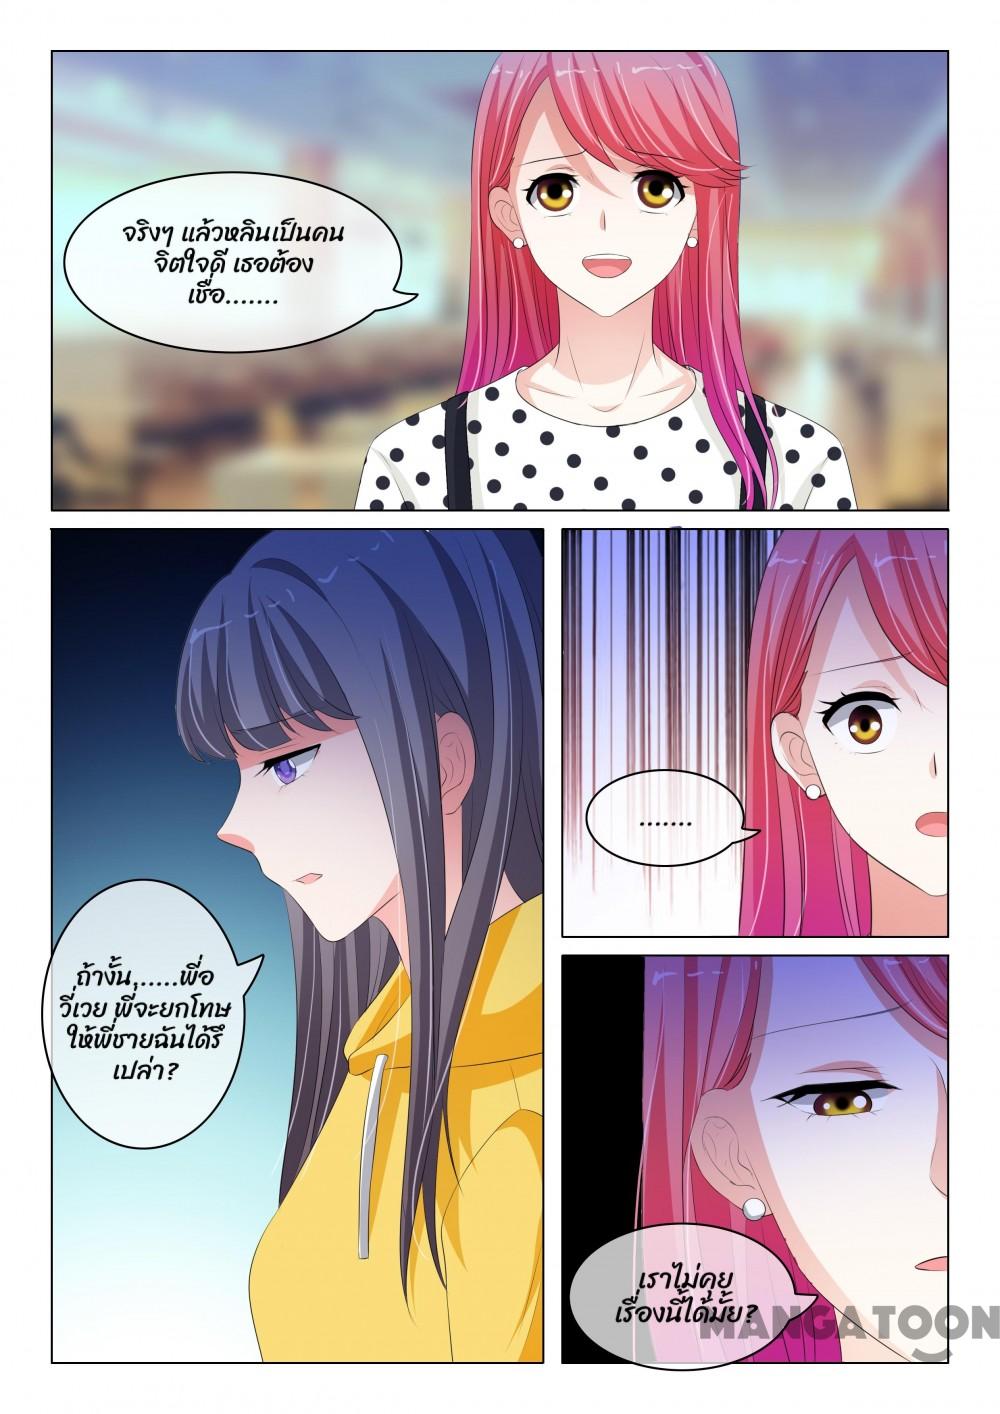 จริงๆ แล้วหลินเป็นคน
จิตใจดี เธอต้อง
เชื่อ.......
.......
ถ้างั้น,.....พี่อ
วี่เวย พี่จะยกโทษ
ให้พี่ชายฉันได้รึ
เปล่า?
เราไม่คุย
เรื่องนี้ได้มั้ย?
MANGATOON